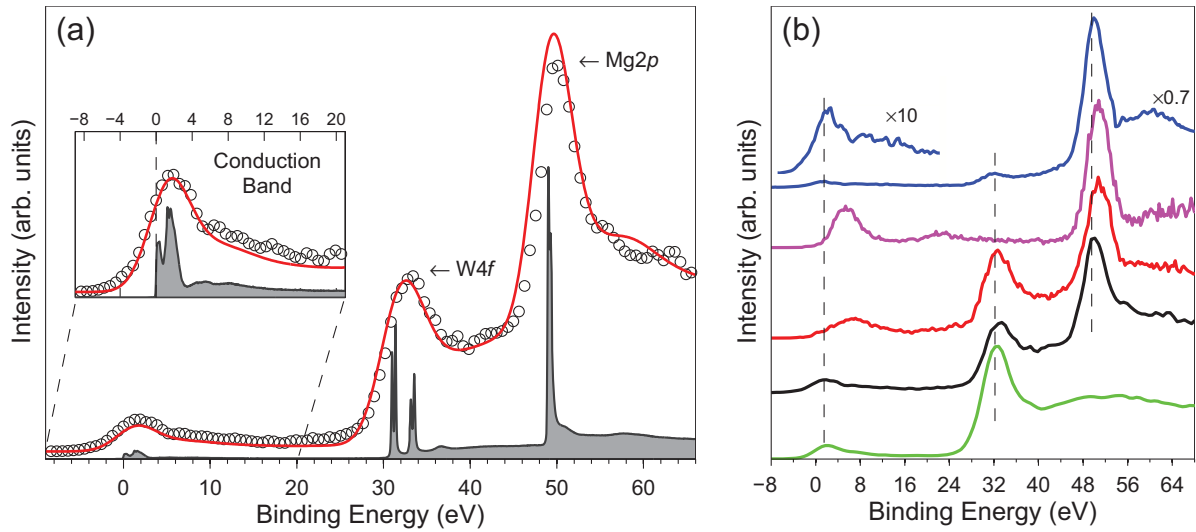 (a)
← Mg2p
← W4f
−8 −4 0 4 8 12 16 20
Conduction
Band
Intensity (arb. units)
0 10 20 30 40 50 60
Binding Energy (eV)
(b)
×10
×0.7
Intensity (arb. units)
−8 0 8 16 24 32 40 48 56 64
Binding Energy (eV)